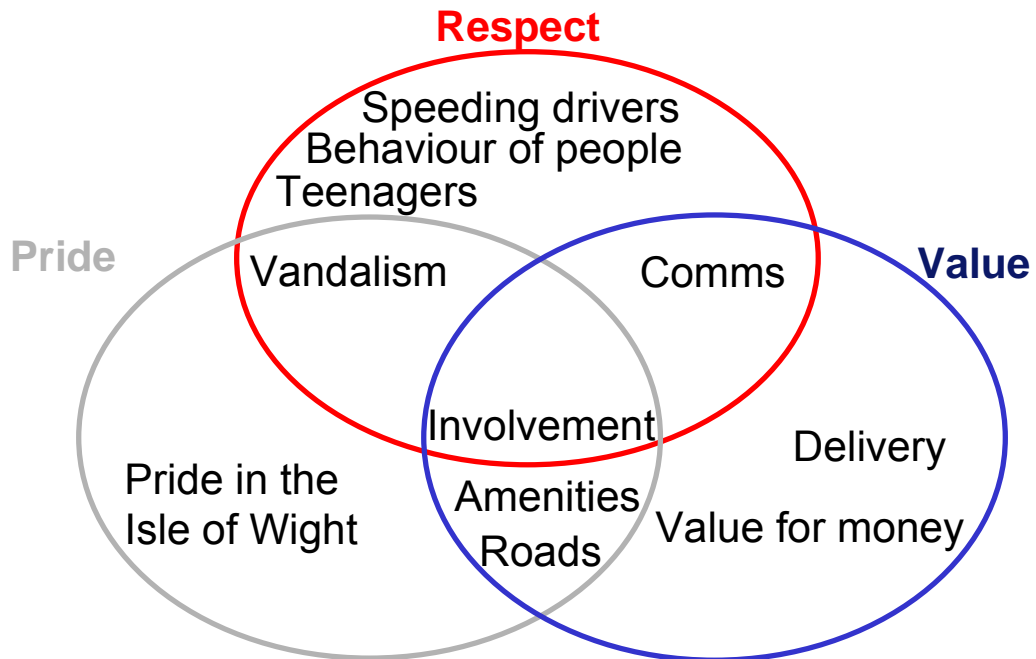 Respect
Speeding drivers
Behaviour of people
Teenagers
Pride
Vandalism
Comms
Value
Involvement
Delivery
Pride in the
Isle of Wight
Amenities
Value for money
Roads